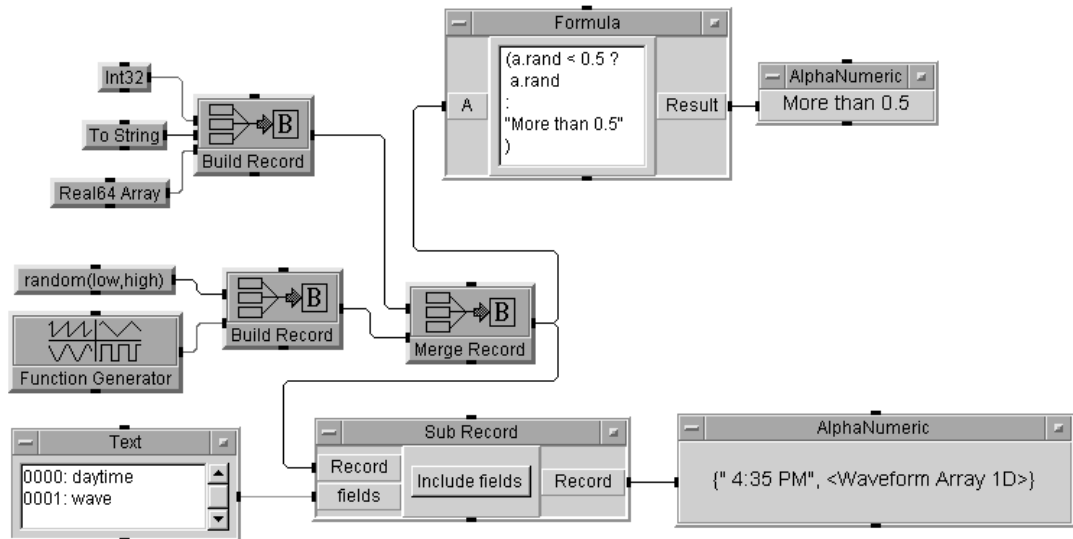 Formula
(a.rand < 0.5 ?
a.rand
:
"More than 0.5"
)
A
Result
AlphaNumeric
More than 0.5
Int32
To String
Real64 Array
B
Build Record
random(low,high)
Function Generator
B
Build Record
B
Merge Record
Text
0000: daytime
0001: wave
Sub Record
Record
fields
Include fields
Record
AlphaNumeric
{" 4:35 PM", <Waveform Array 1D>}